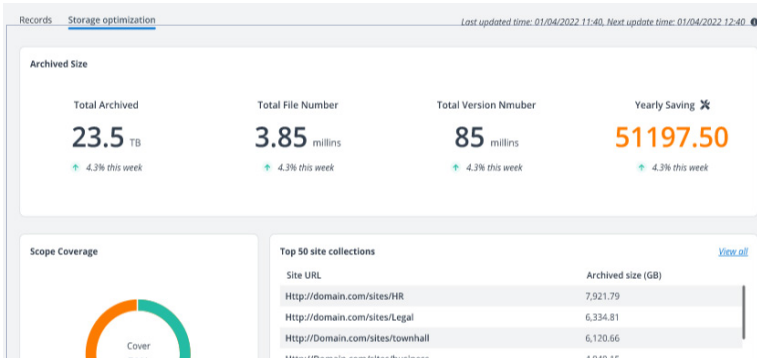 Records Storage optimization Last updated time: 01/04/2022 11:40, Next update time: 01/04/2022 12:40
Archived Size
Total Archived Total File Number Total Version Nmuber Yearly Saving
23.5 TB 3.85 millins 85 millins 51197.50
4.3% this week 4.3% this week 4.3% this week 4.3% this week
Scope Coverage Top 50 site collections View all
Site URL Archived size (GB)
Http://domain.com/sites/HR 7,921.79
Http://domain.com/sites/Legal 6,334.81
Cover Http://Domain.com/sites/townhall 6,120.66